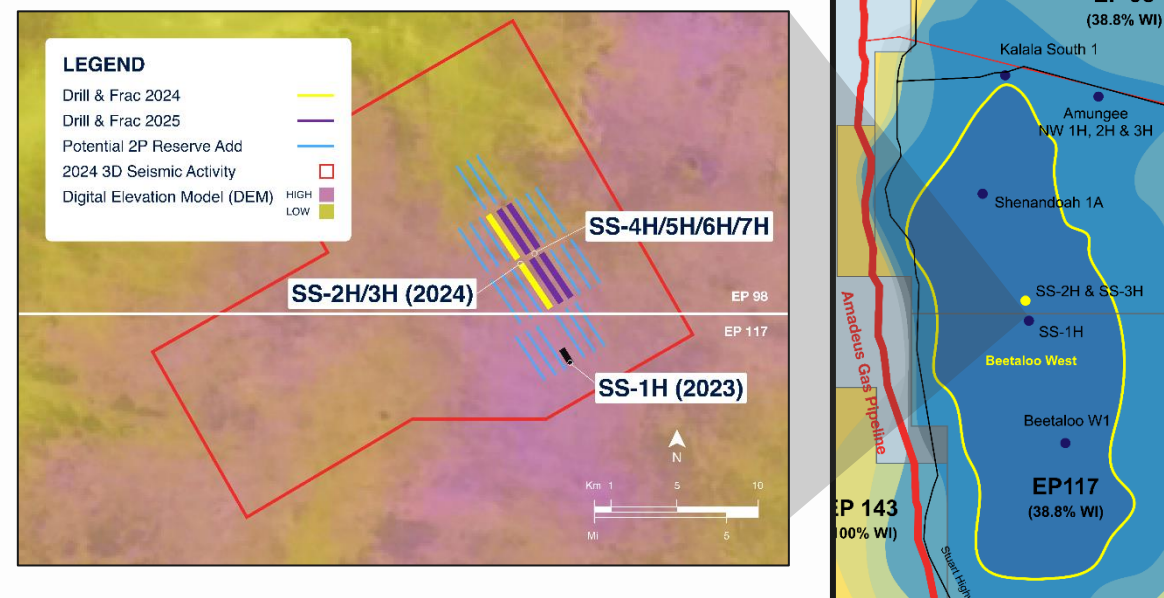 LEGEND
Drill & Frac 2024
Drill & Frac 2025
Potential 2P Reserve Add
2024 3D Seismic Activity
Digital Elevation Model (DEM)
HIGH
LOW
SS-4H/5H/6H/7H
SS-2H/3H (2024)
EP 98
EP 117
SS-1H (2023)
N
Km 1 5 10
Mi 5
(38.8% WI)
Kalala South 1
Amungee
NW 1H, 2H & 3H
Shenandoah 1A
SS-2H & SS-3H
SS-1H
Beetaloo West
Amadeus Gas Pipeline
Beetaloo W1
EP117
(38.8% WI)
EP 143
100% WI)
Stuart